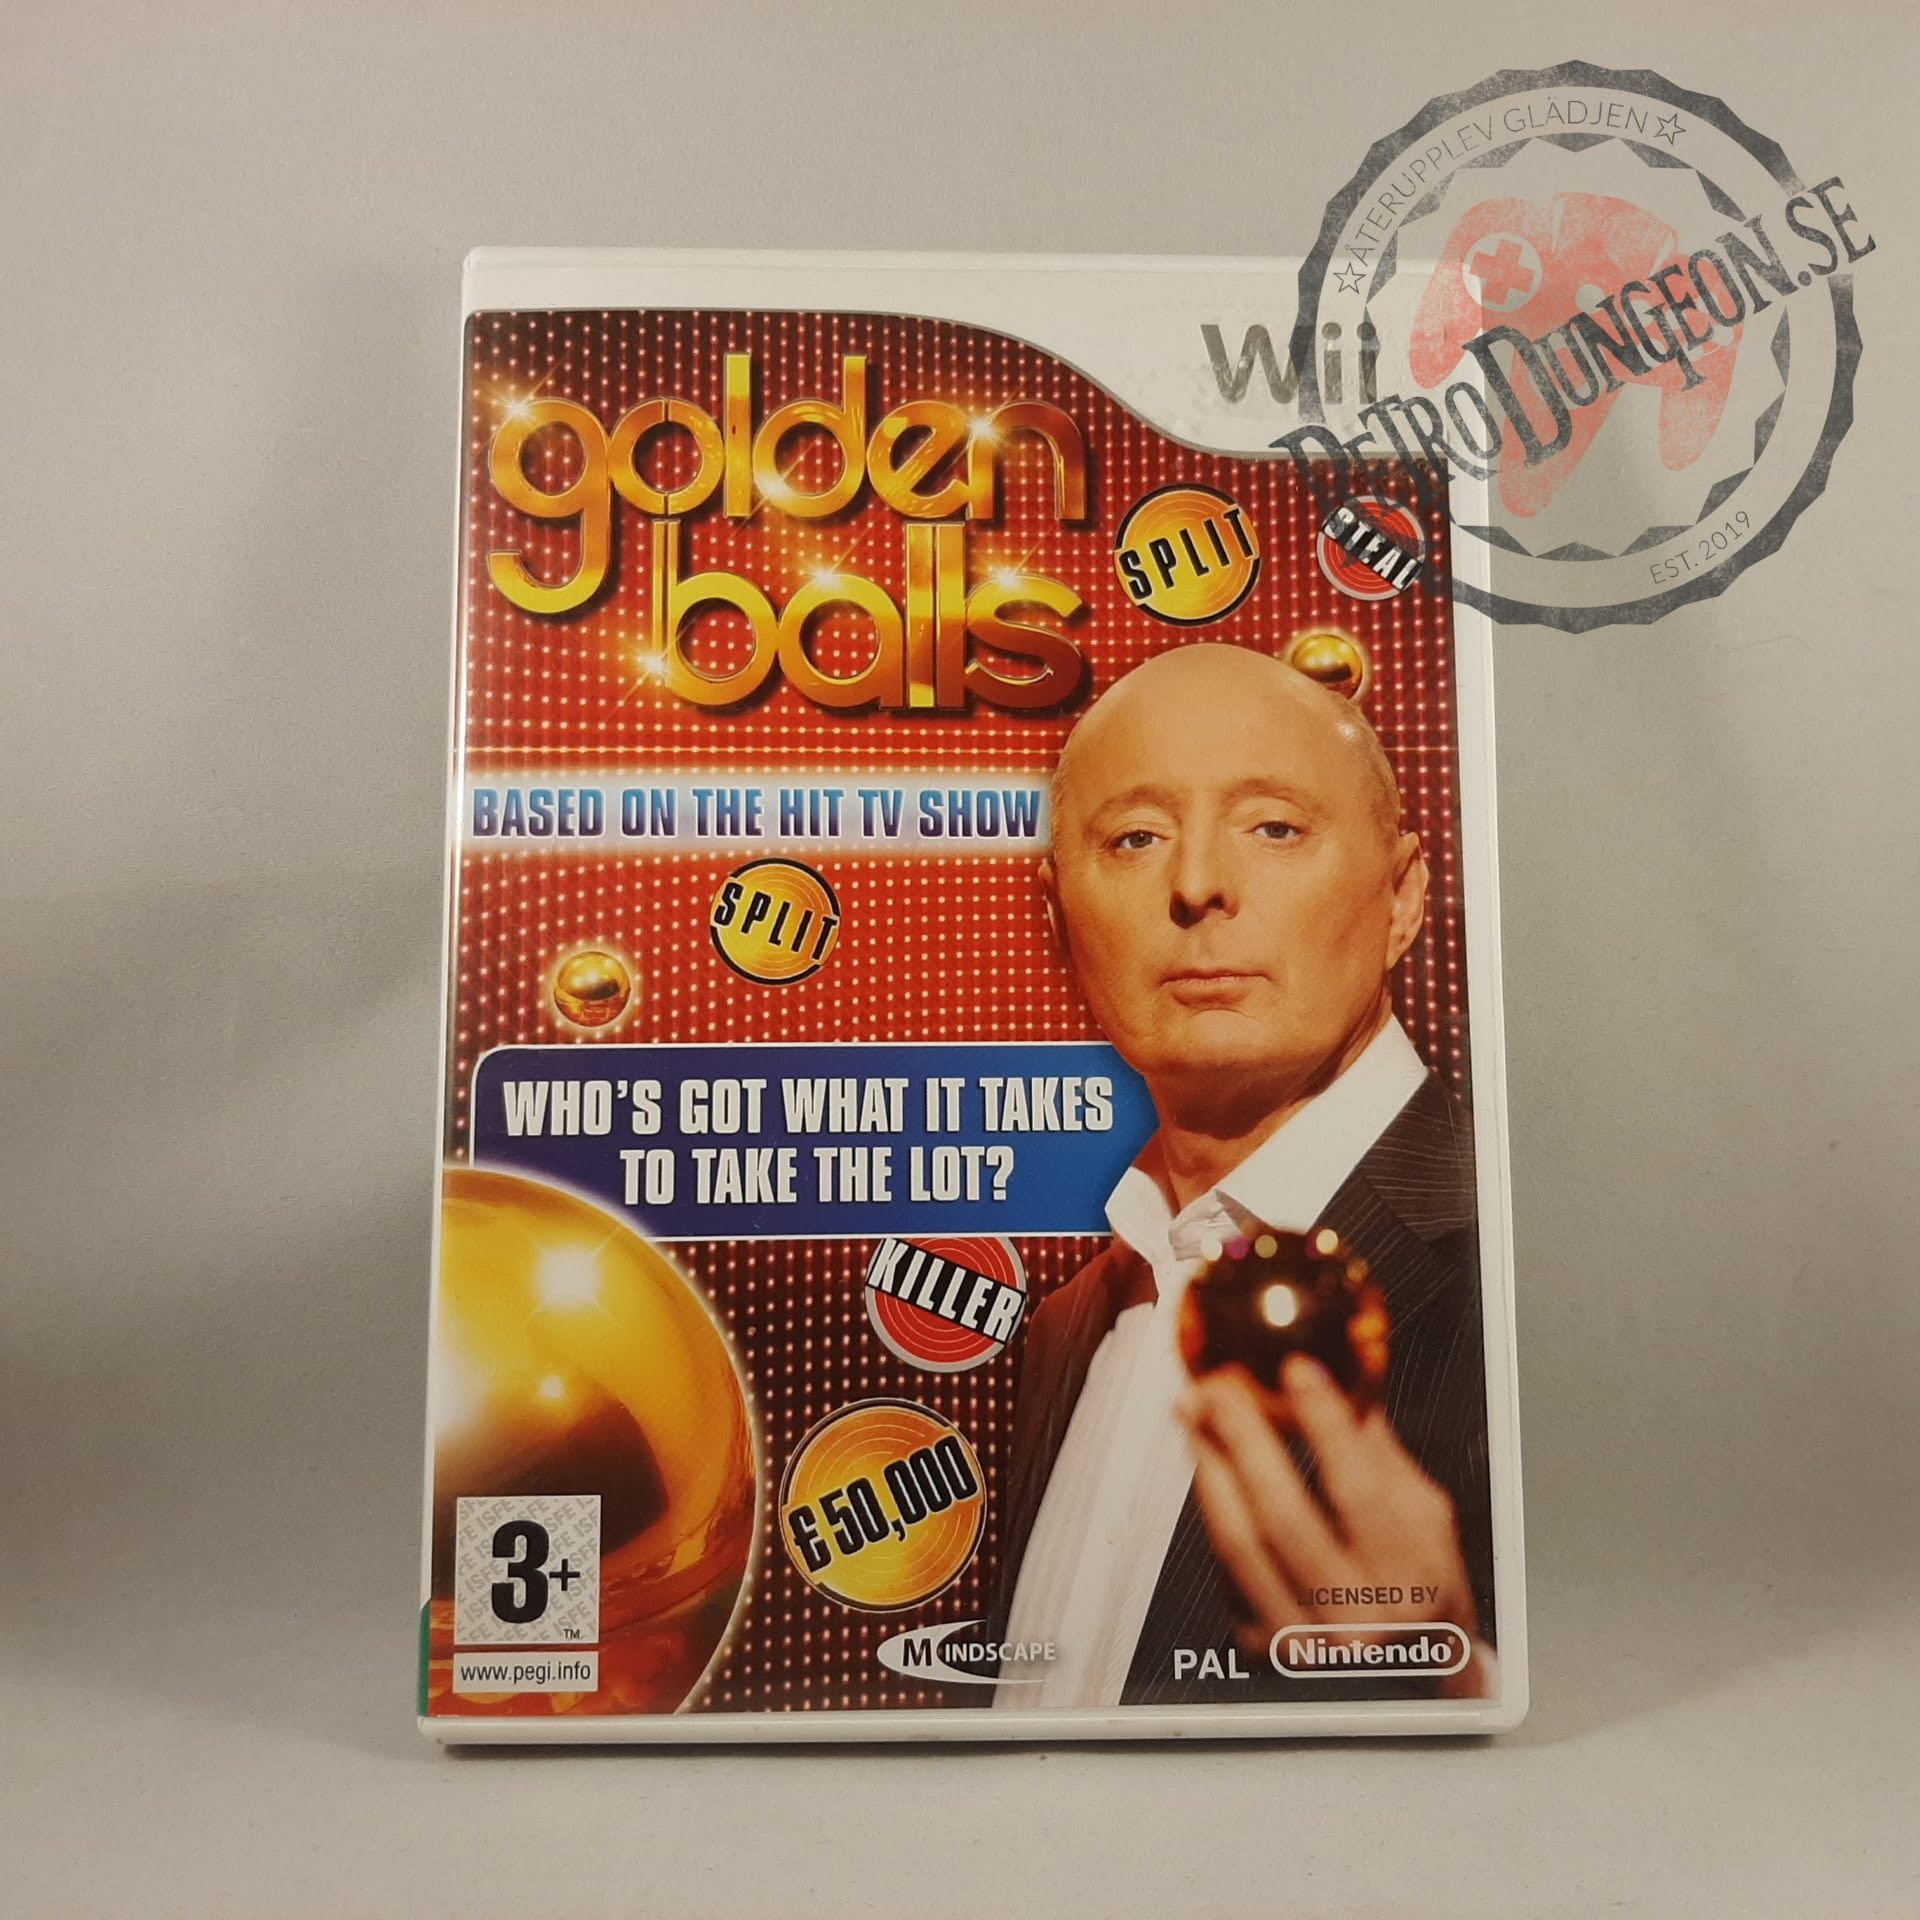 ☆ÅTERUPPLEV GLÄDJEN☆
RETRODUNGEON.SE
EST. 2019
Wii
golden
balls
SPLIT
STEAL
BASED ON THE HIT TV SHOW
SPLIT
WHO'S GOT WHAT IT TAKES
TO TAKE THE LOT?
KILLER
£50,000
3+
TM
www.pegi.info
MINDSCAPE
PAL
LICENSED BY
Nintendo®